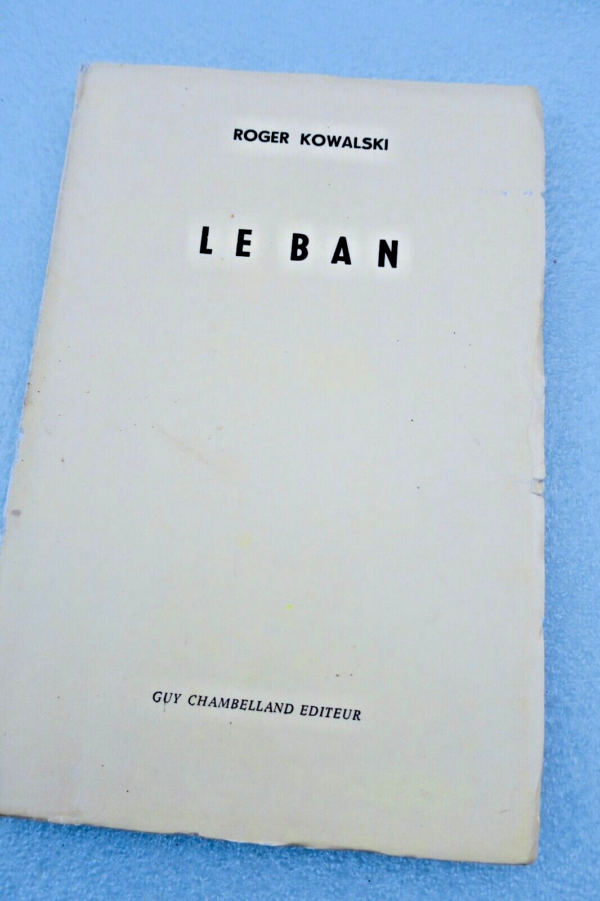 ROGER KOWALSKI
LE BAN
GUY CHAMBELLAND EDITEUR